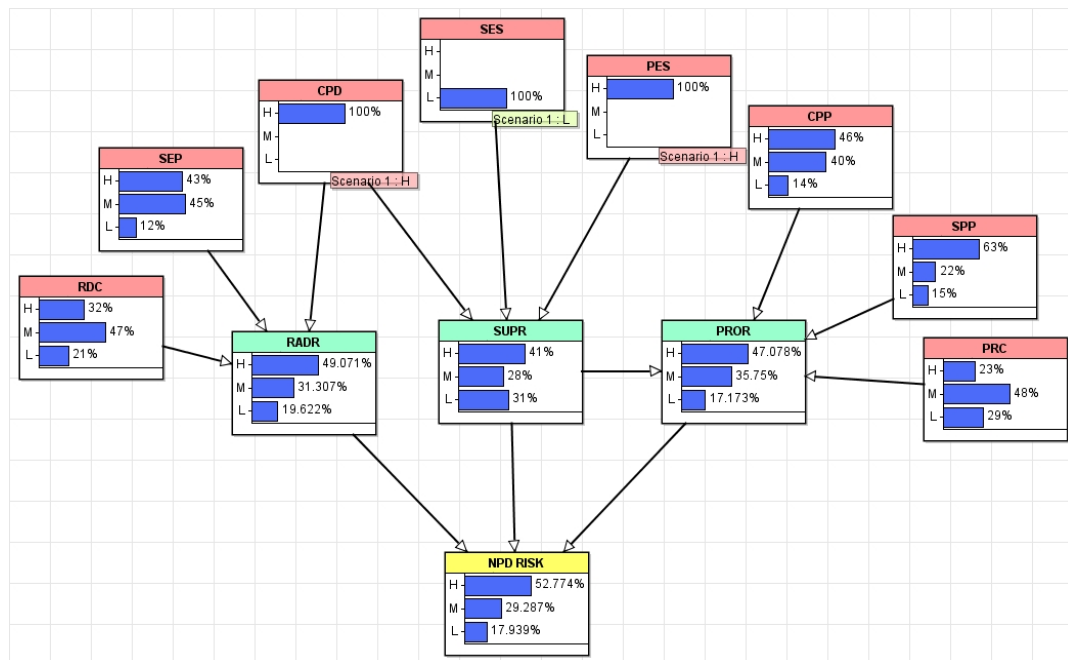 SES
H
M
L
100%
Scenario 1 : L
PES
H
100%
M
L
Scenario 1 : H
CPD
H
100%
M
L
Scenario 1 : H
CPP
H
46%
M
40%
L
14%
SEP
H
43%
M
45%
L
12%
SPP
H
63%
M
22%
L
15%
RDC
H
32%
M
47%
L
21%
RADR
H
49.071%
M
31.307%
L
19.622%
SUPR
H
41%
M
28%
L
31%
PROR
H
47.078%
M
35.75%
L
17.173%
PRC
H
23%
M
48%
L
29%
NPD RISK
H
52.774%
M
29.287%
L
17.939%